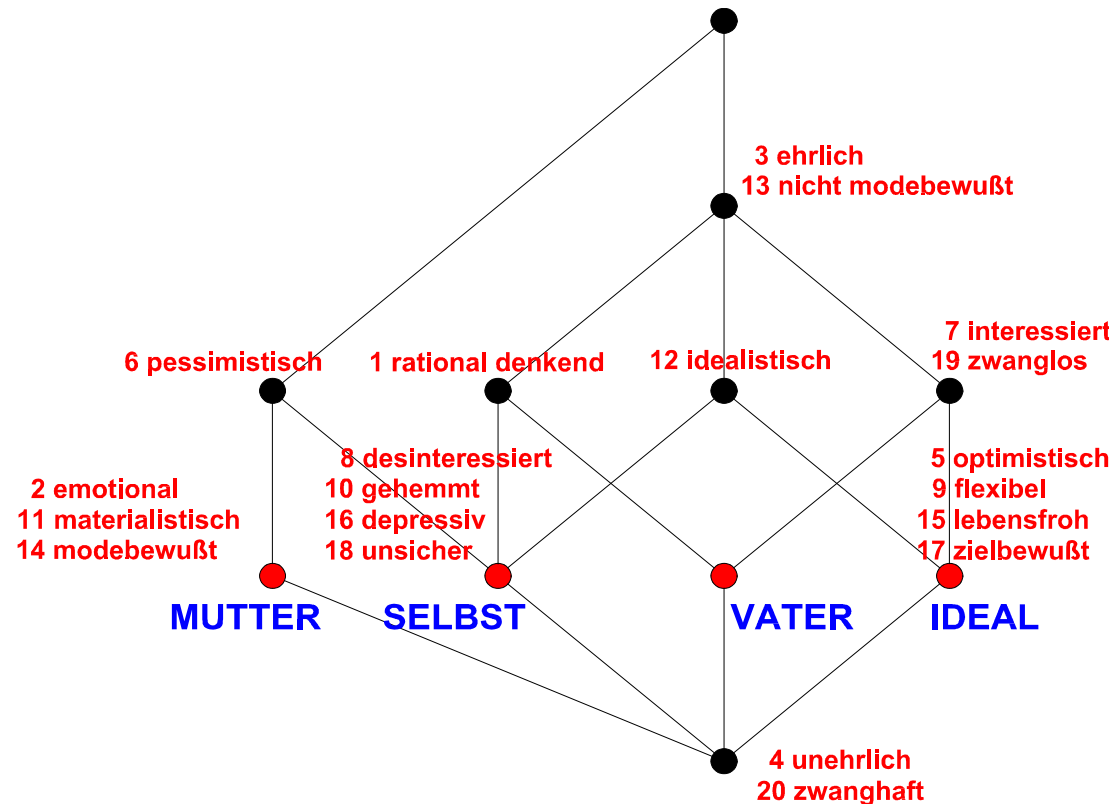 3 ehrlich
13 nicht modebewußt
6 pessimistisch
1 rational denkend
12 idealistisch
7 interessiert
19 zwanglos
2 emotional
11 materialistisch
14 modebewußt
8 desinteressiert
10 gehemmt
16 depressiv
18 unsicher
5 optimistisch
9 flexibel
15 lebensfroh
17 zielbewußt
MUTTER
SELBST
VATER
IDEAL
4 unehrlich
20 zwanghaft